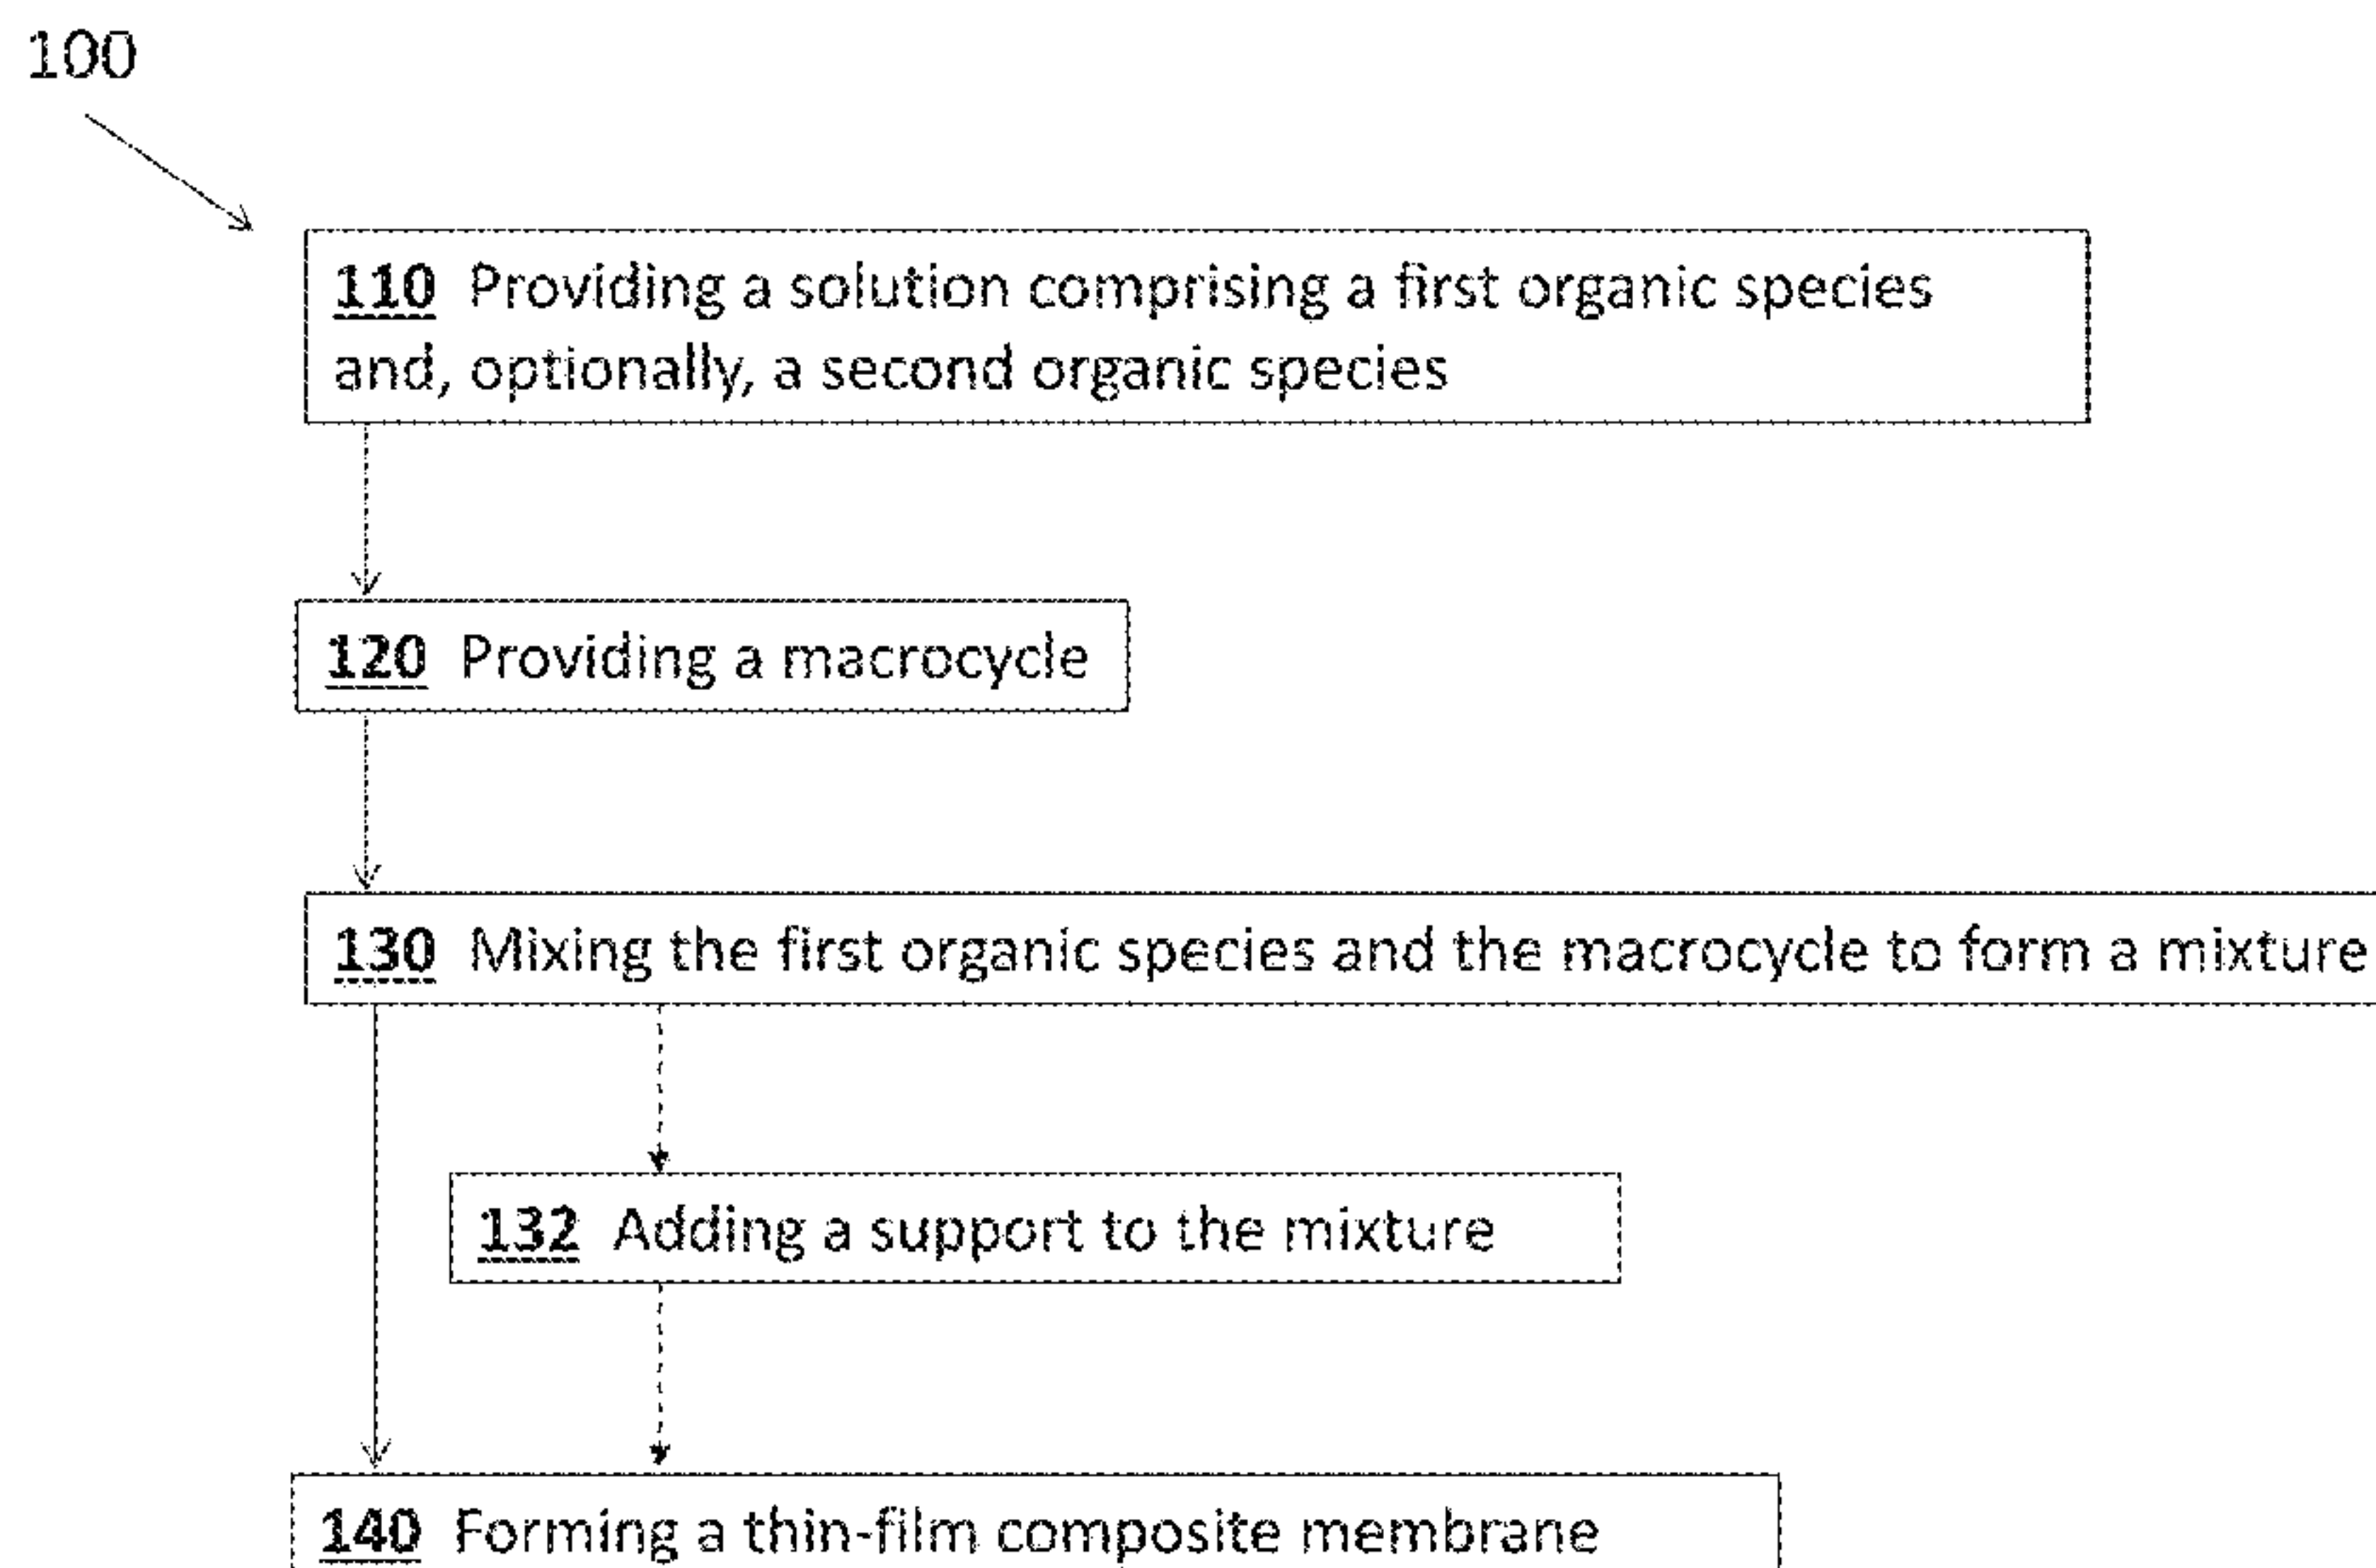 100
110 Providing a solution comprising a first organic species
and, optionally, a second organic species
120 Providing a macrocycle
130 Mixing the first organic species and the macrocycle to form a mixture
132 Adding a support to the mixture
140 Forming a thin-film composite membrane